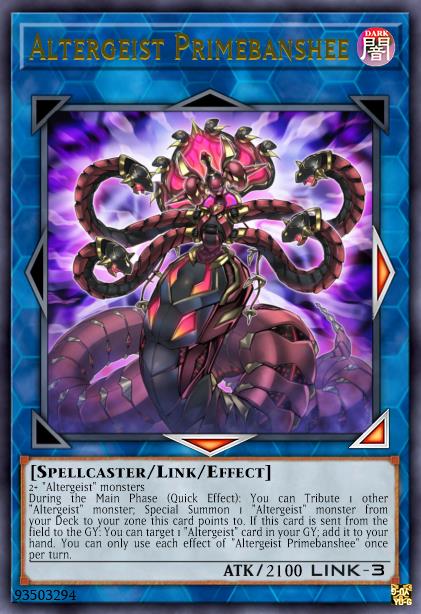 Altergeist Primebanshee
DARK
闇
[Spellcaster/Link/Effect]
2+ "Altergeist" monsters
During the Main Phase (Quick Effect): You can Tribute 1 other
"Altergeist" monster; Special Summon 1 "Altergeist" monster from
your Deck to your zone this card points to. If this card is sent from the
field to the GY: You can target 1 "Altergeist" card in your GY; add it to your
hand. You can only use each effect of "Altergeist Primebanshee" once
per turn.
ATK/2100 LINK-3
93503294